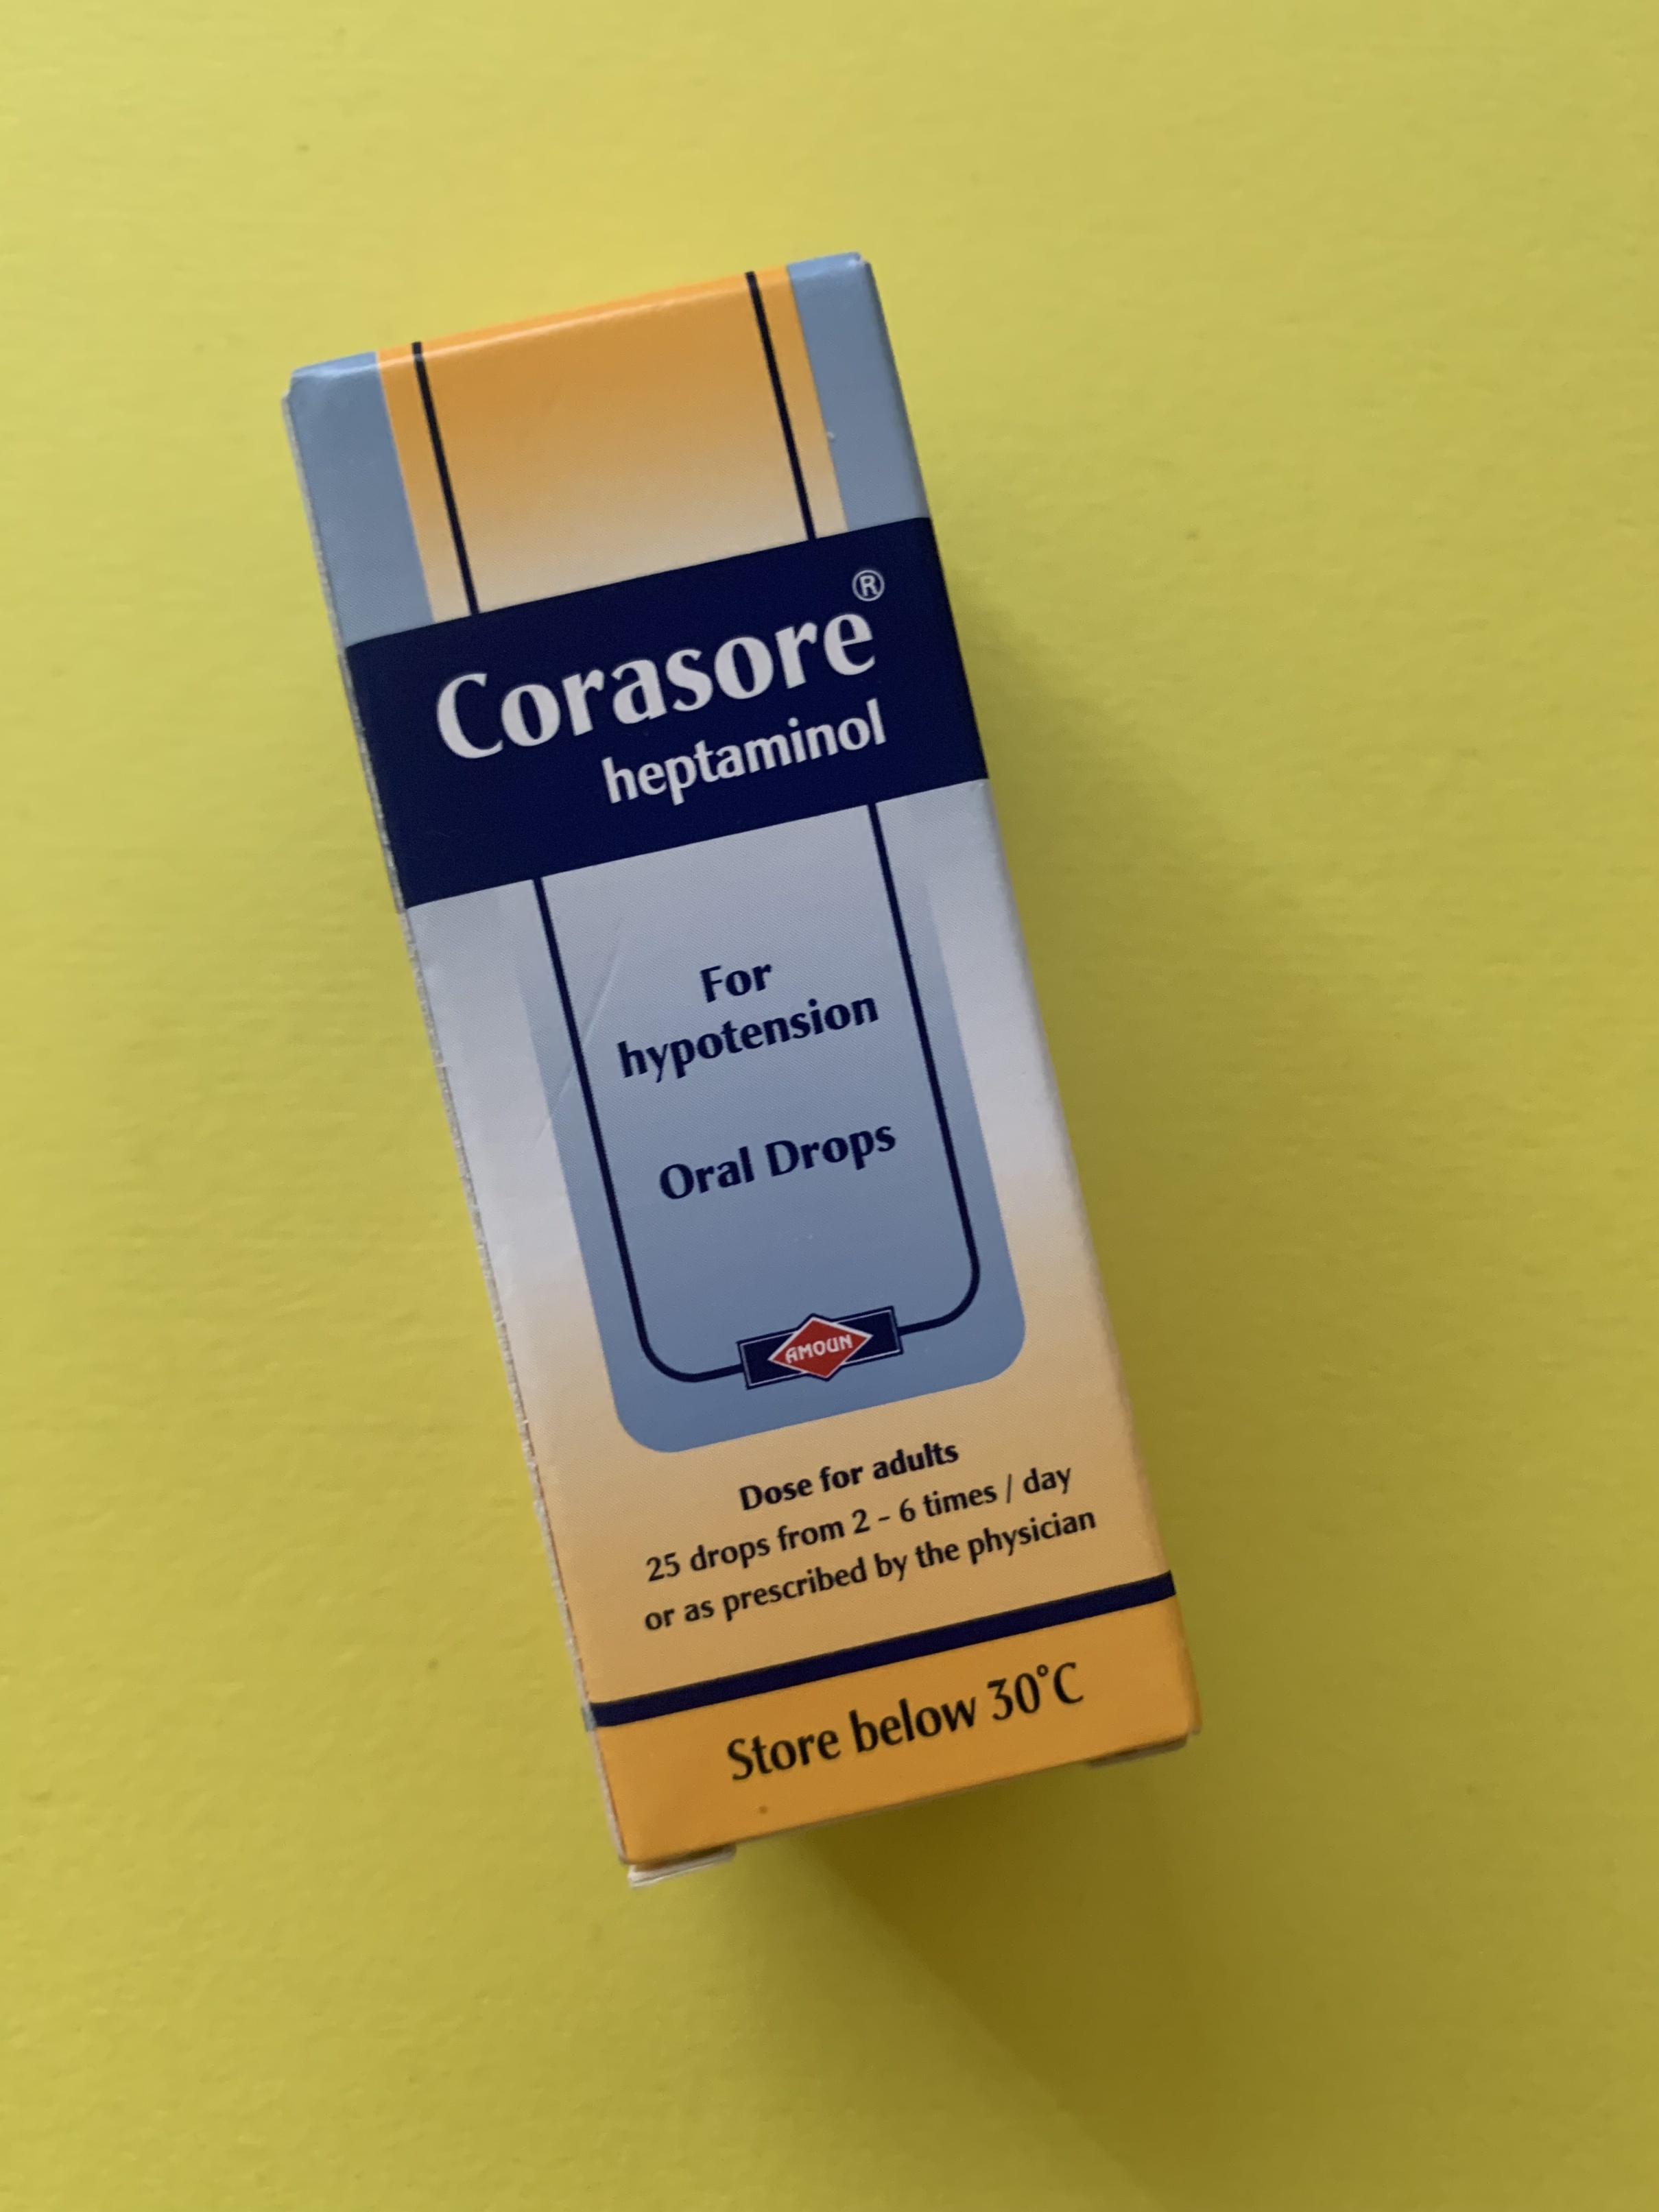 Corasore®
heptaminol
For
hypotension
Oral Drops
AMOUN
Dose for adults
25 drops from 2 - 6 times / day
or as prescribed by the physician
Store below 30°C